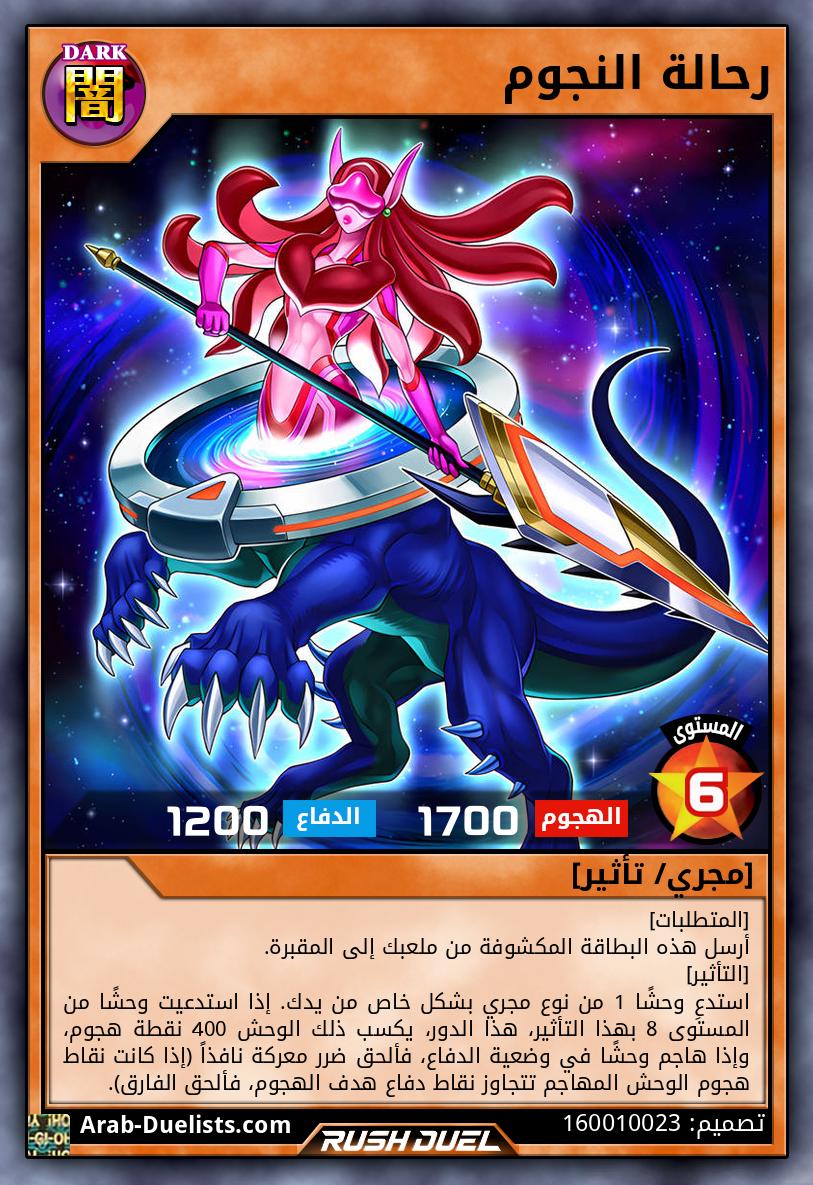 DARK
闇
رحالة النجوم
المستوى
6
الهجوم 1700 الدفاع 1200
[مجري/ تأثير]
[المتطلبات]
أرسل هذه البطاقة المكشوفة من ملعبك إلى المقبرة.
[التأثير]
استدعِ وحشًا 1 من نوع مجري بشكل خاص من يدك. إذا استدعيت وحشًا من
المستوى 8 بهذا التأثير، هذا الدور، يكسب ذلك الوحش 400 نقطة هجوم،
وإذا هاجم وحشًا في وضعية الدفاع، فألحق ضرر معركة نافذاً (إذا كانت نقاط
هجوم الوحش المهاجم تتجاوز نقاط دفاع هدف الهجوم، فألحق الفارق).
تصميم: 160010023
RUSH DUEL
Arab-Duelists.com